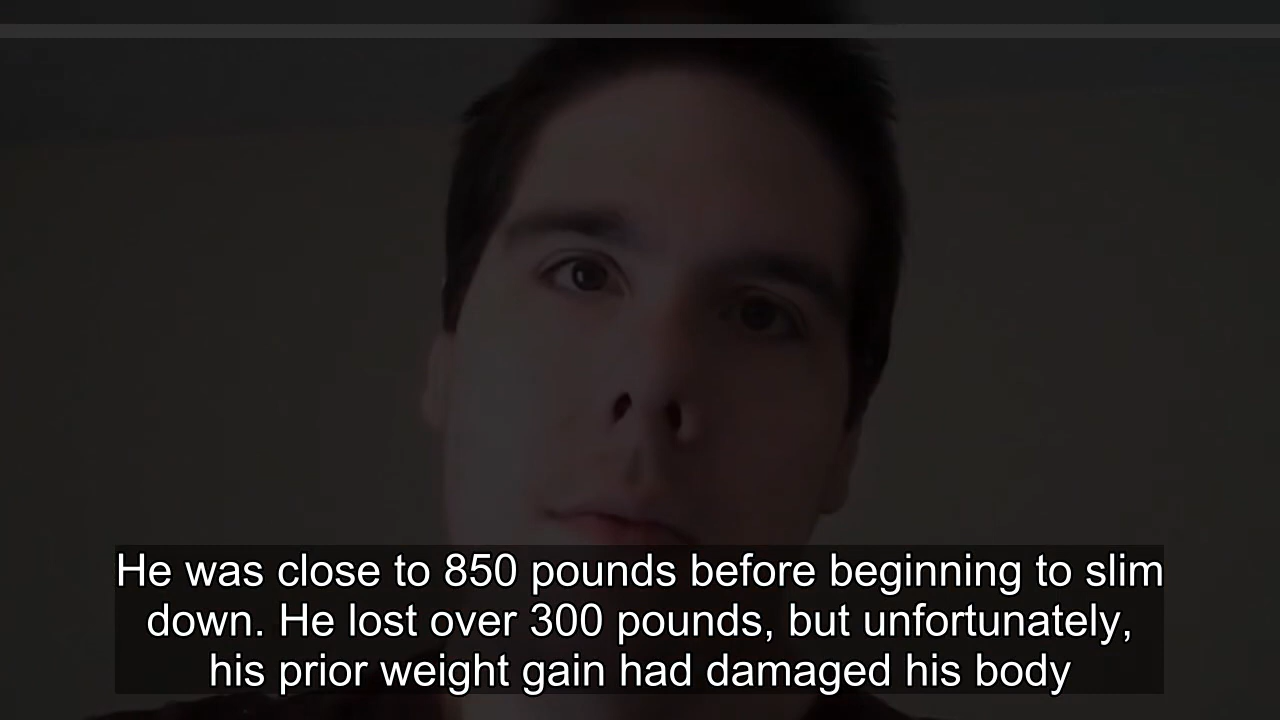 He was close to 850 pounds before beginning to slim
down. He lost over 300 pounds, but unfortunately,
his prior weight gain had damaged his body